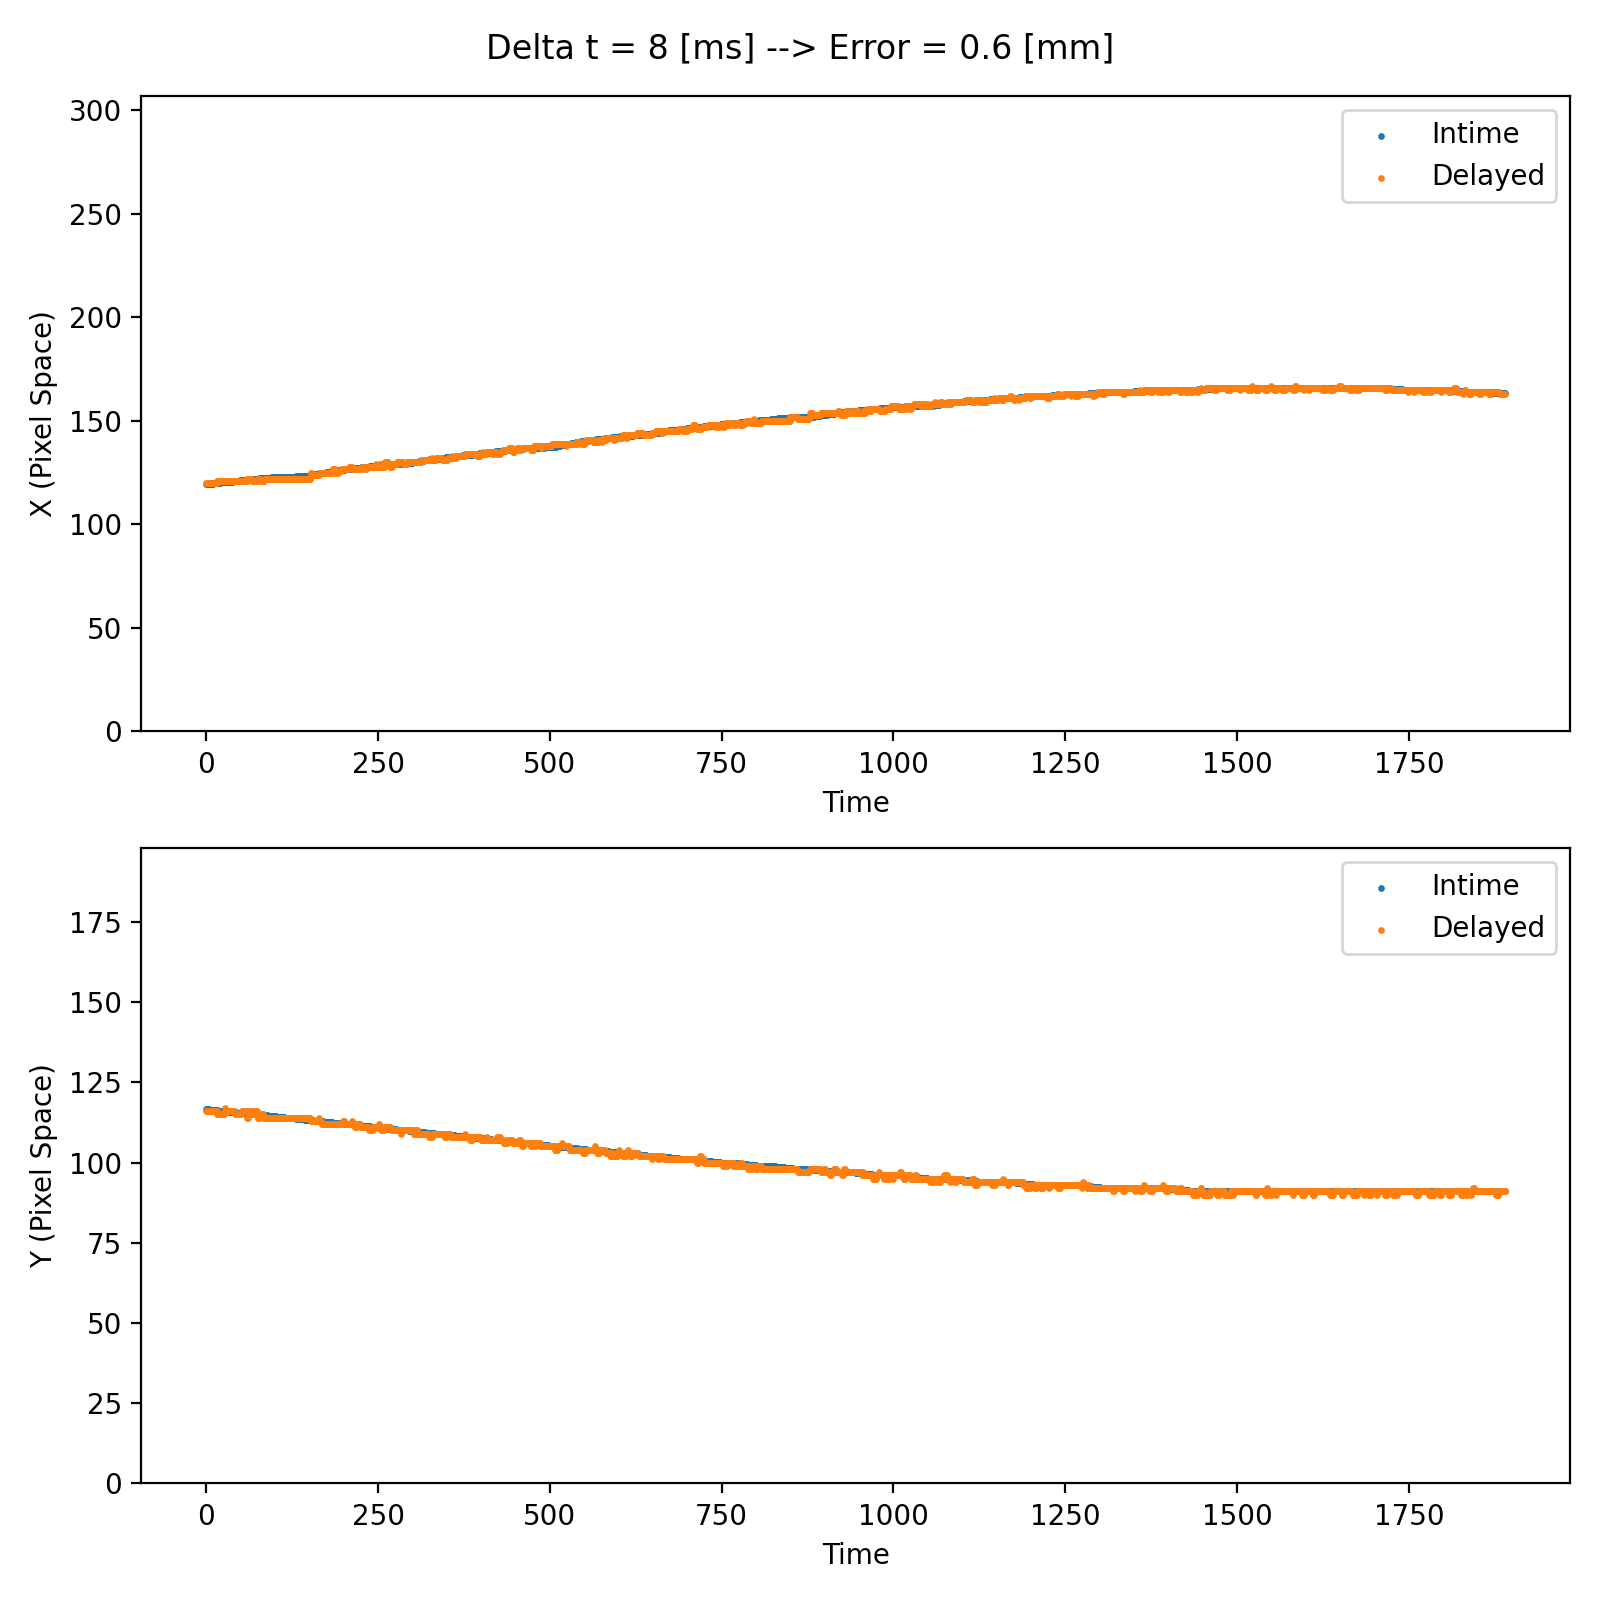 Delta t = 8 [ms] --> Error = 0.6 [mm]
300
250
200
150
100
50
0
X (Pixel Space)
Intime
Delayed
0 250 500 750 1000 1250 1500 1750
Time
175
150
125
100
75
50
25
0
Y (Pixel Space)
Intime
Delayed
0 250 500 750 1000 1250 1500 1750
Time